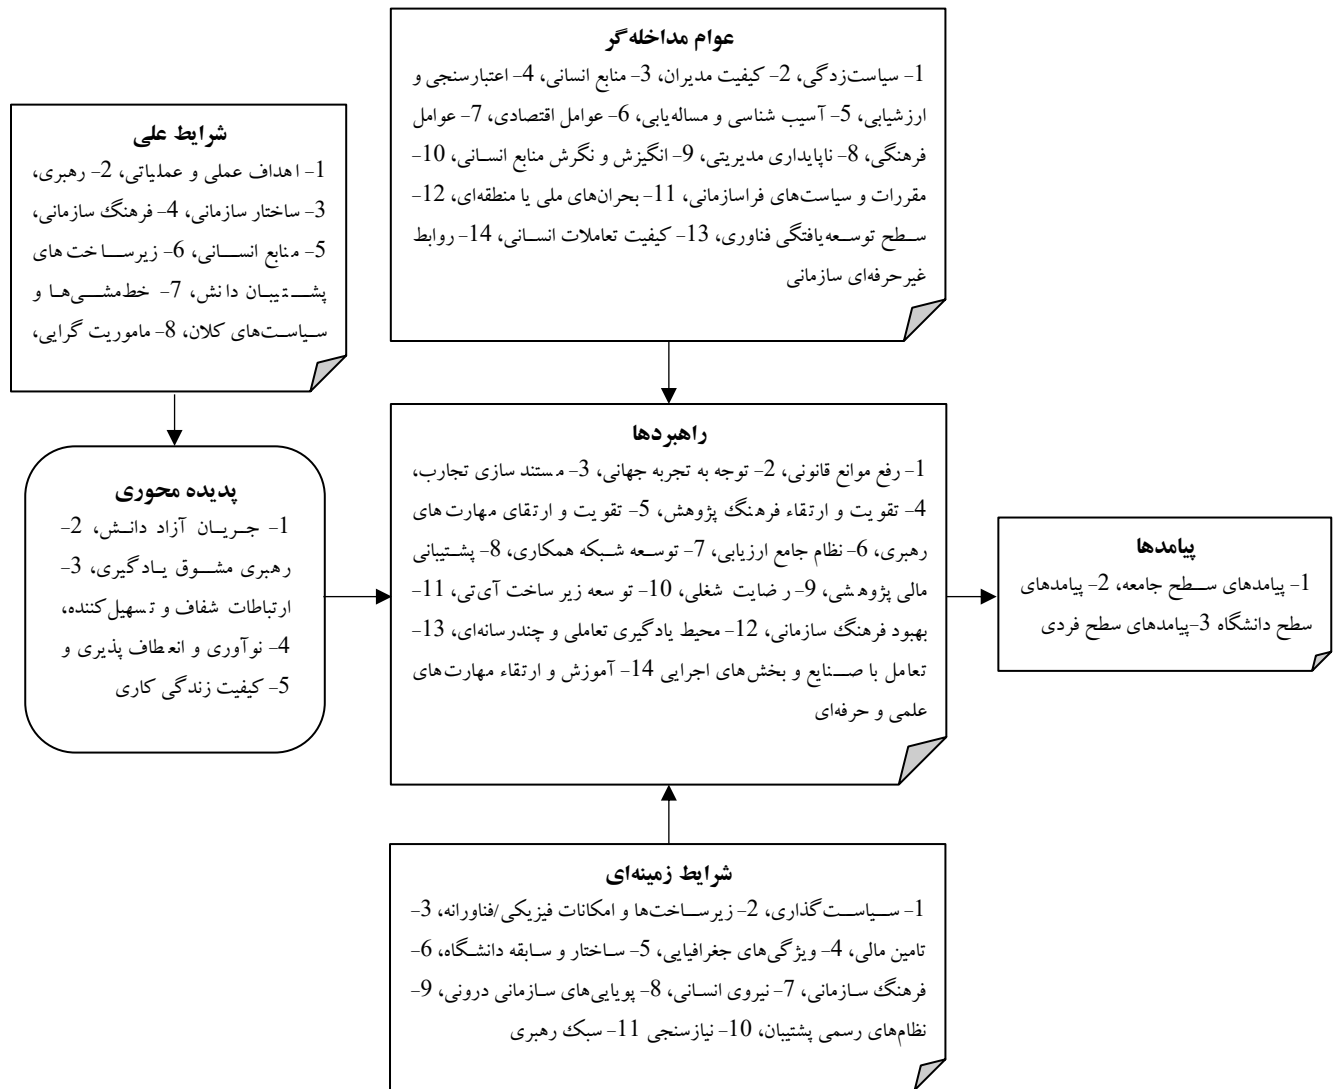 عوام مداخله‌گر
1- سیاست‌زدگی، 2- کیفیت مدیران، 3- منابع انسانی، 4- اعتبارسنجی و
ارزشیابی، 5- آسیب شناسی و مساله‌یابی، 6- عوامل اقتصادی، 7- عوامل
فرهنگی، 8- ناپایداری مدیریتی، 9- انگیزش و نگرش منابع انسانی، 10-
مقررات و سیاست‌های فراسازمانی، 11- بحران‌های ملی یا منطقه‌ای، 12-
سطح توسعه‌یافتگی فناوری، 13- کیفیت تعاملات انسانی، 14- روابط
غیرحرفه‌ای سازمانی
شرایط علی
1- اهداف عملی و عملیاتی، 2- رهبری،
3- ساختار سازمانی، 4- فرهنگ سازمانی،
5- منابع انسانی، 6- زیرساخت های
پشتیبان دانش، 7- خط‌مشی‌ها و
سیاست‌های کلان، 8- ماموریت گرایی،
پدیده محوری
1- جریان آزاد دانش، 2-
رهبری مشوق یادگیری، 3-
ارتباطات شفاف و تسهیل‌کننده،
4- نوآوری و انعطاف پذیری و
5- کیفیت زندگی کاری
راهبردها
1- رفع موانع قانونی، 2- توجه به تجربه جهانی، 3- مستند سازی تجارب،
4- تقویت و ارتقاء فرهنگ پژوهش، 5- تقویت و ارتقای مهارت های
رهبری، 6- نظام جامع ارزیابی، 7- توسعه شبکه همکاری، 8- پشتیبانی
مالی پژوهشی، 9- رضایت شغلی، 10- توسعه زیر ساخت آی‌تی، 11-
بهبود فرهنگ سازمانی، 12- محیط یادگیری تعاملی و چندرسانه‌ای، 13-
تعامل با صنایع و بخش‌های اجرایی 14- آموزش و ارتقاء مهارت‌های
علمی و حرفه‌ای
پیامدها
1- پیامدهای سطح جامعه، 2- پیامدهای
سطح دانشگاه 3-پیامدهای سطح فردی
شرایط زمینه‌ای
1- سیاست گذاری، 2- زیرساخت‌ها و امکانات فیزیکی/فناورانه، 3-
تامین مالی، 4- ویژگی‌های جغرافیایی، 5- ساختار و سابقه دانشگاه، 6-
فرهنگ سازمانی، 7- نیروی انسانی، 8- پویایی‌های سازمانی درونی، 9-
نظام‌های رسمی پشتیبان، 10- نیازسنجی 11- سبک رهبری